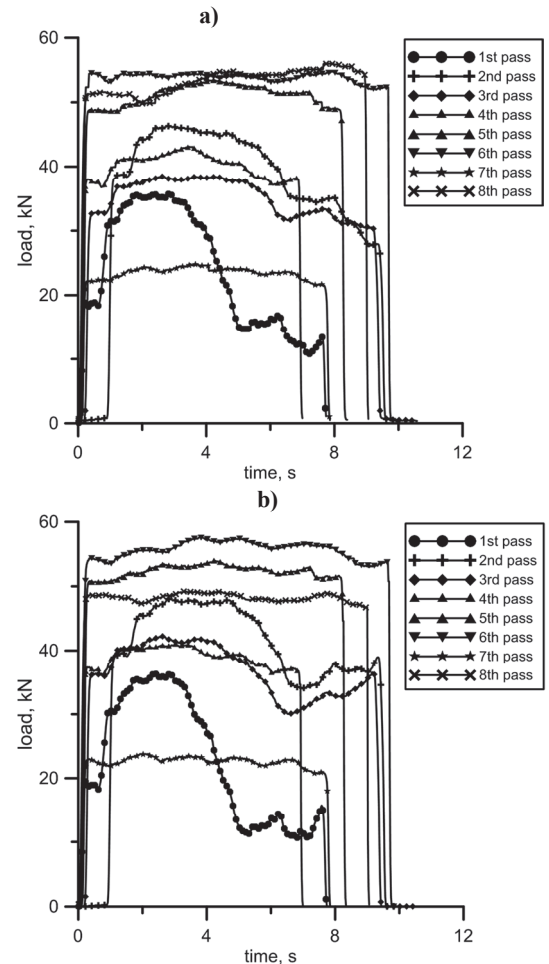 a)
60
40
20
0
load, kN
0
4
8
12
time, s
1st pass
2nd pass
3rd pass
4th pass
5th pass
6th pass
7th pass
8th pass
b)
60
40
20
0
load, kN
0
4
8
12
time, s
1st pass
2nd pass
3rd pass
4th pass
5th pass
6th pass
7th pass
8th pass